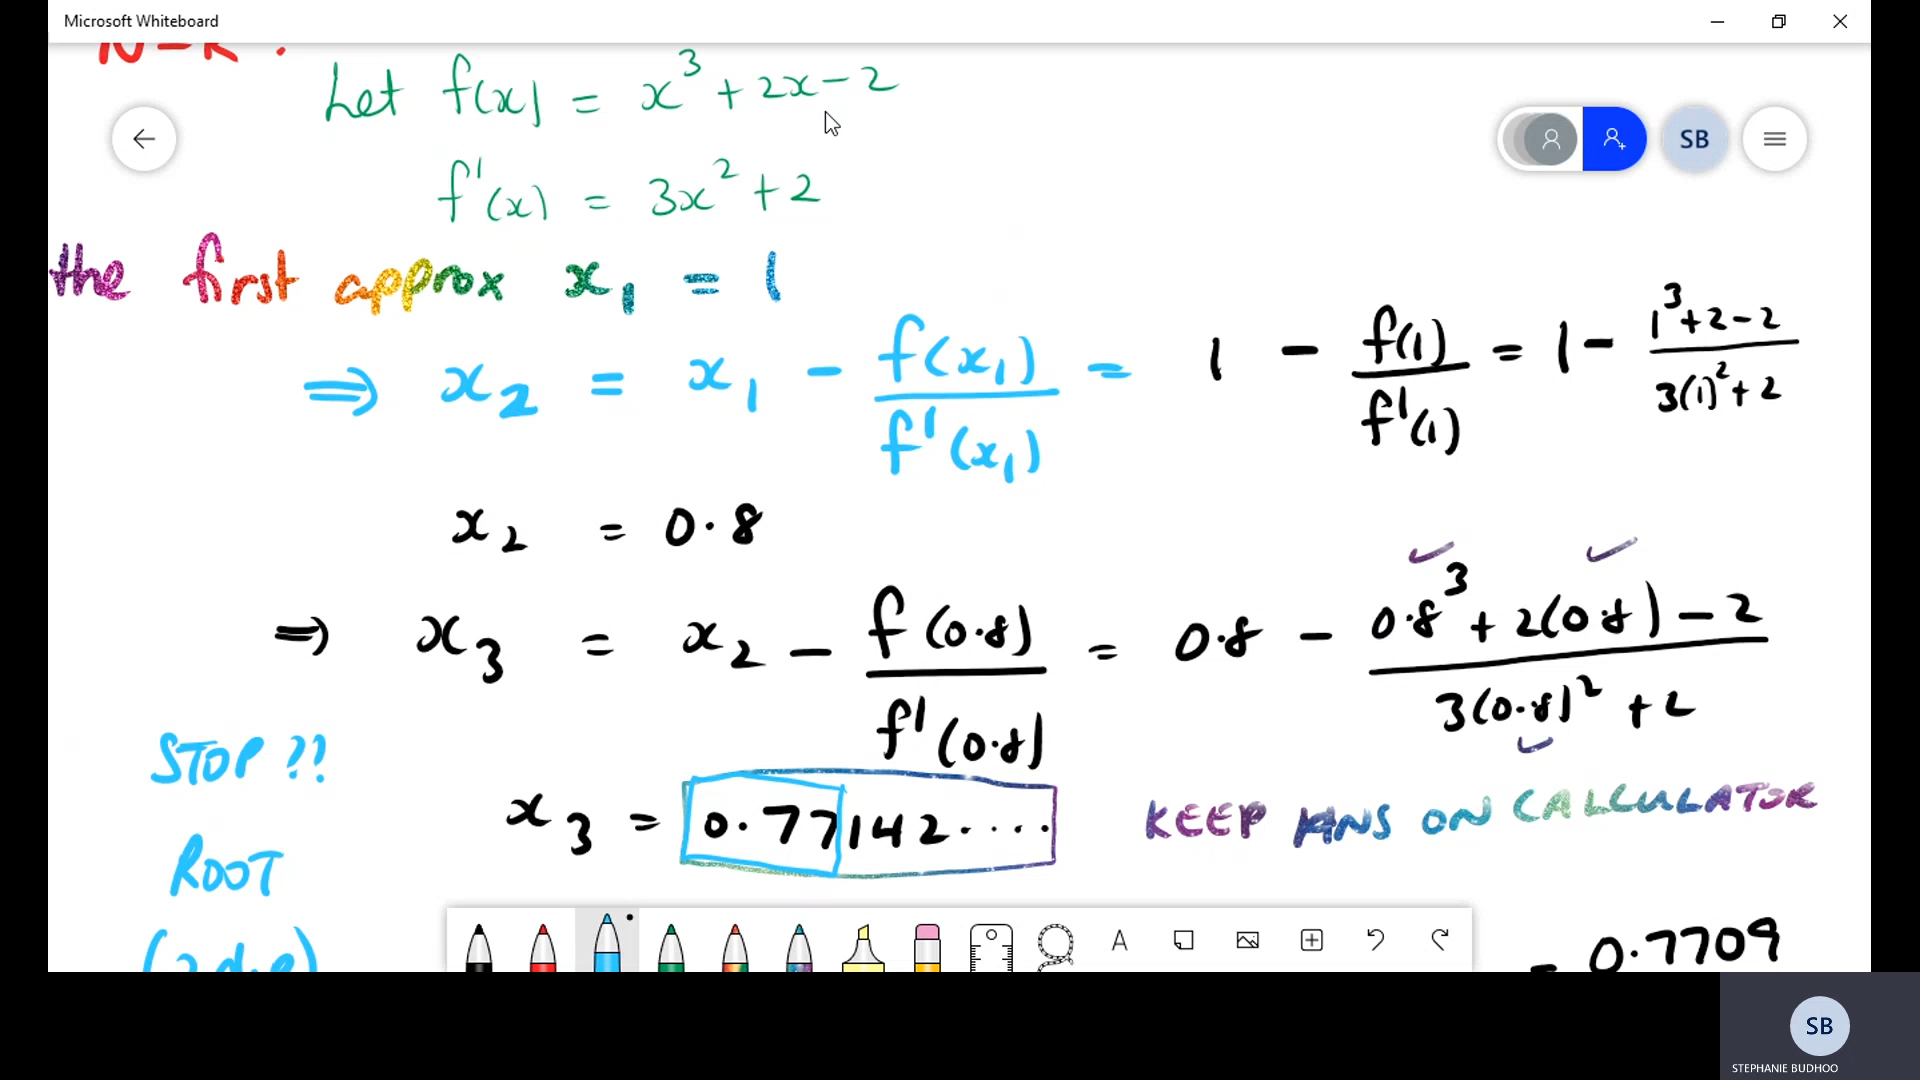 Microsoft Whiteboard
N-R:
Let f(x) = x³ + 2x - 2
SB
f'(x) = 3x² + 2
the first approx x₁ = 1
⇒ x₂ = x₁ - f(x₁)/f'(x₁) = 1 - f(1)/f'(1) = 1 - (1³+2-2)/(3(1)²+2)
x₂ = 0.8
⇒ x₃ = x₂ - f(0.8)/f'(0.8) = 0.8 - (0.8³ + 2(0.8) - 2)/(3(0.8)² + 2)
STOP ??
x₃ = 0.77142....
KEEP ANS ON CALCULATOR
ROOT
(2d.p)
= 0.7709
A
SB
STEPHANIE BUDHOO